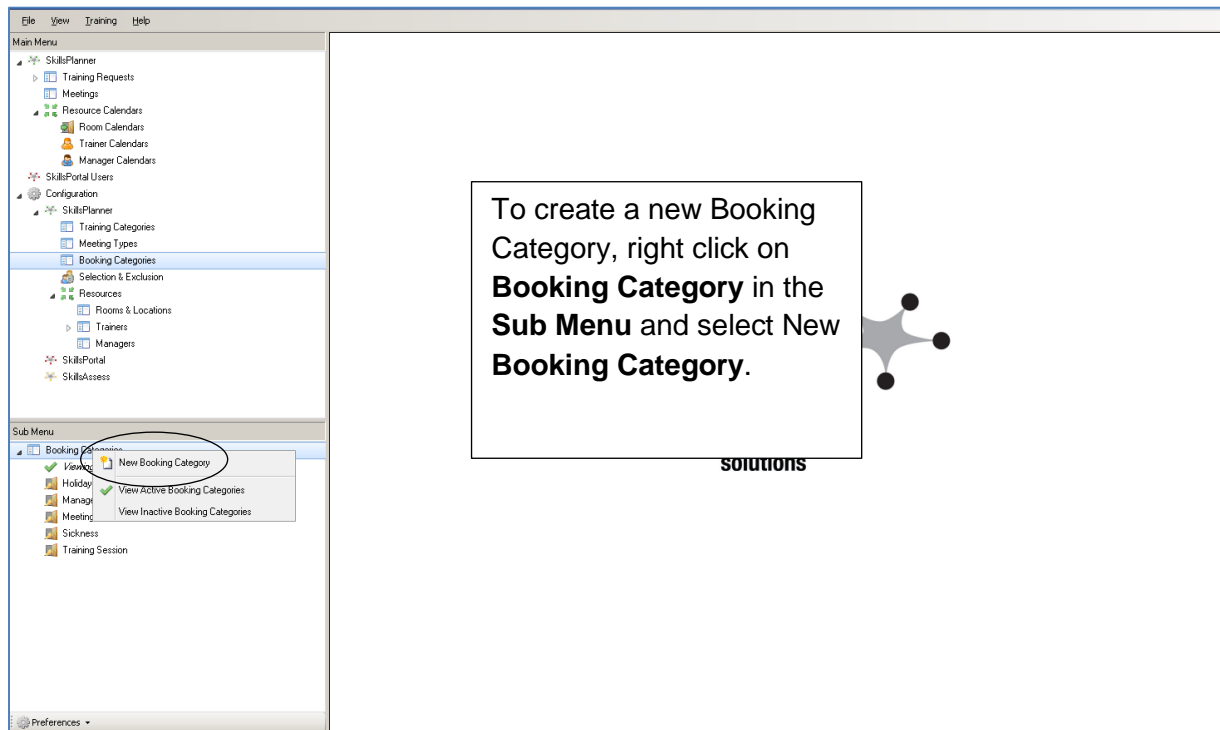 File View Training Help
Main Menu
SkillsPlanner
Training Requests
Meetings
Resource Calendars
Room Calendars
Trainer Calendars
Manager Calendars
SkillsPortal Users
Configuration
SkillsPlanner
Training Categories
Meeting Types
Booking Categories
Selection & Exclusion
Resources
Rooms & Locations
Trainers
Managers
SkillsPortal
SkillsAssess
Sub Menu
Booking Categories
Viewing
New Booking Category
Holiday
View Active Booking Categories
Manage
View Inactive Booking Categories
Meeting
Sickness
Training Session
Preferences
To create a new Booking
Category, right click on
Booking Category in the
Sub Menu and select New
Booking Category.
solutions